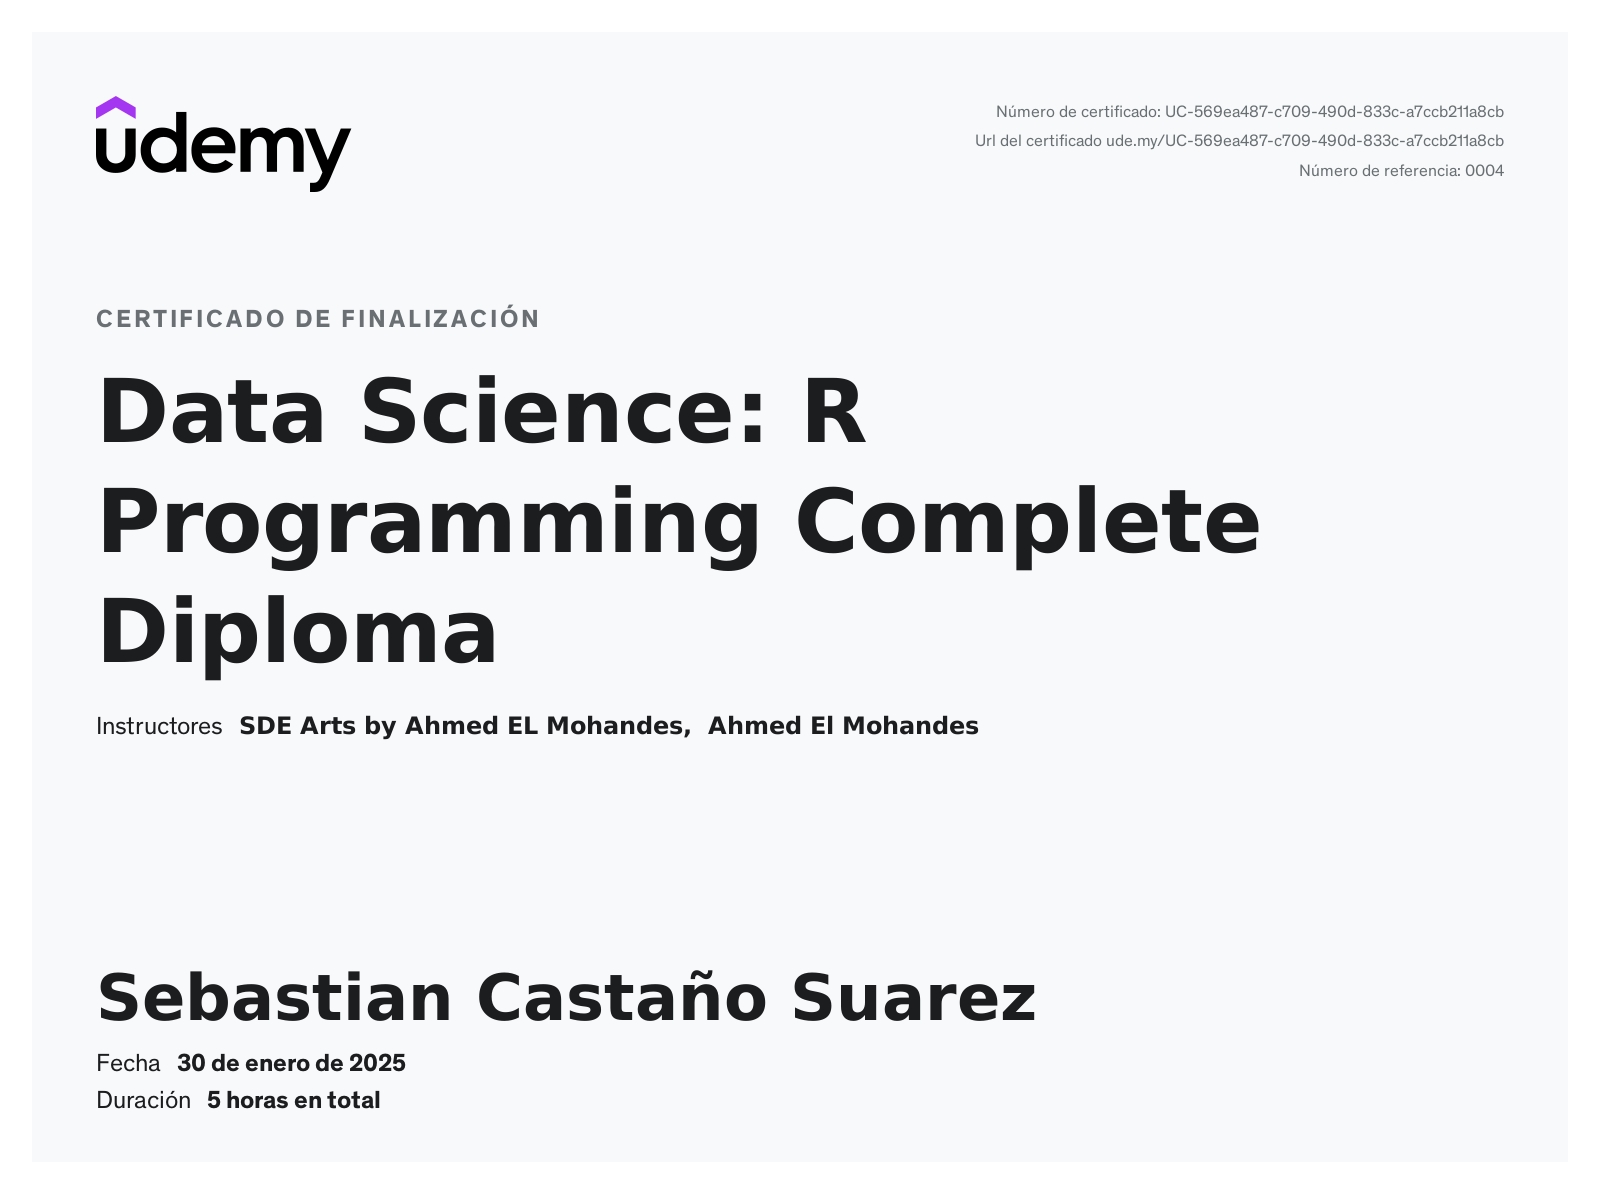 udemy
Número de certificado: UC-569ea487-c709-490d-833c-a7ccb211a8cb
Url del certificado ude.my/UC-569ea487-c709-490d-833c-a7ccb211a8cb
Número de referencia: 0004
CERTIFICADO DE FINALIZACIÓN
Data Science: R
Programming Complete
Diploma
Instructores SDE Arts by Ahmed EL Mohandes, Ahmed El Mohandes
Sebastian Castaño Suarez
Fecha 30 de enero de 2025
Duración 5 horas en total